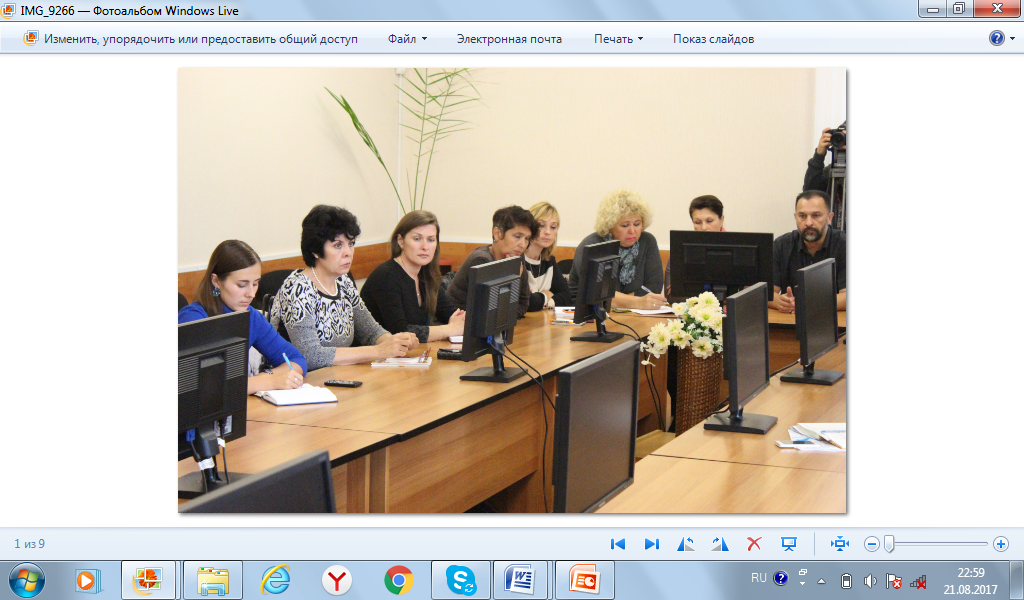 IMG_9266 — Фотоальбом Windows Live
Изменить, упорядочить или предоставить общий доступ Файл Электронная почта Печать Показ слайдов
1 из 9
RU
22:59
21.08.2017